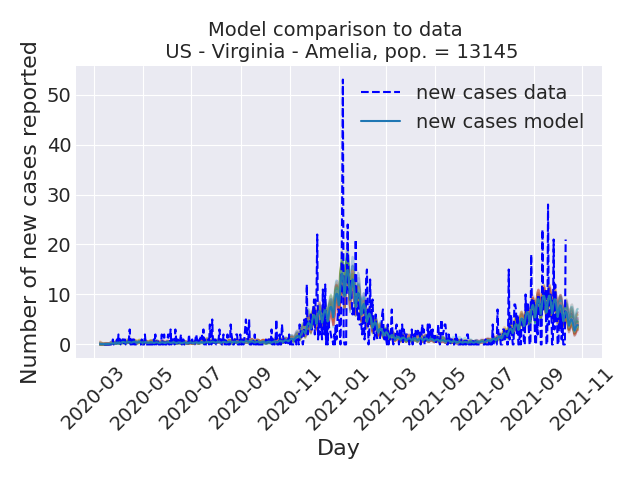 Model comparison to data
US - Virginia - Amelia, pop. = 13145
Number of new cases reported
50
40
30
20
10
0
new cases data
new cases model
2020-03
2020-05
2020-07
2020-09
2020-11
2021-01
2021-03
2021-05
2021-07
2021-09
2021-11
Day